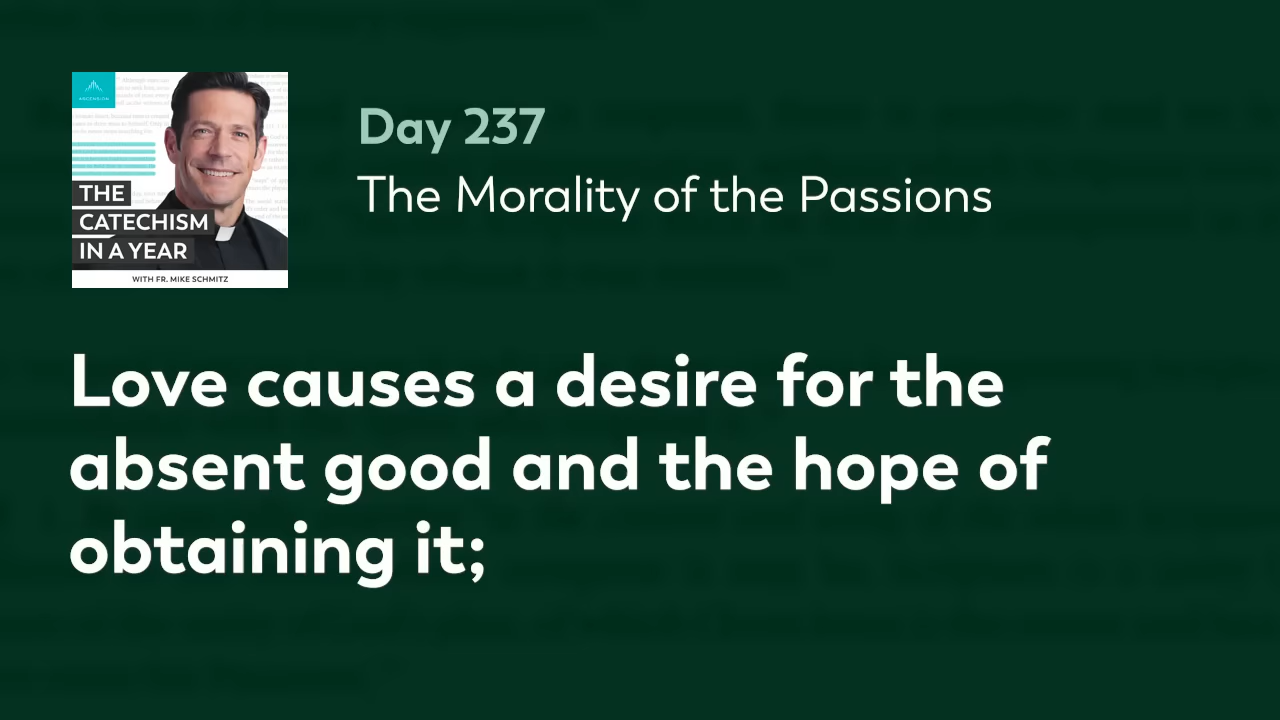 ASCENSION
THE
CATECHISM
IN A YEAR
WITH FR. MIKE SCHMITZ
Day 237
The Morality of the Passions
Love causes a desire for the
absent good and the hope of
obtaining it;